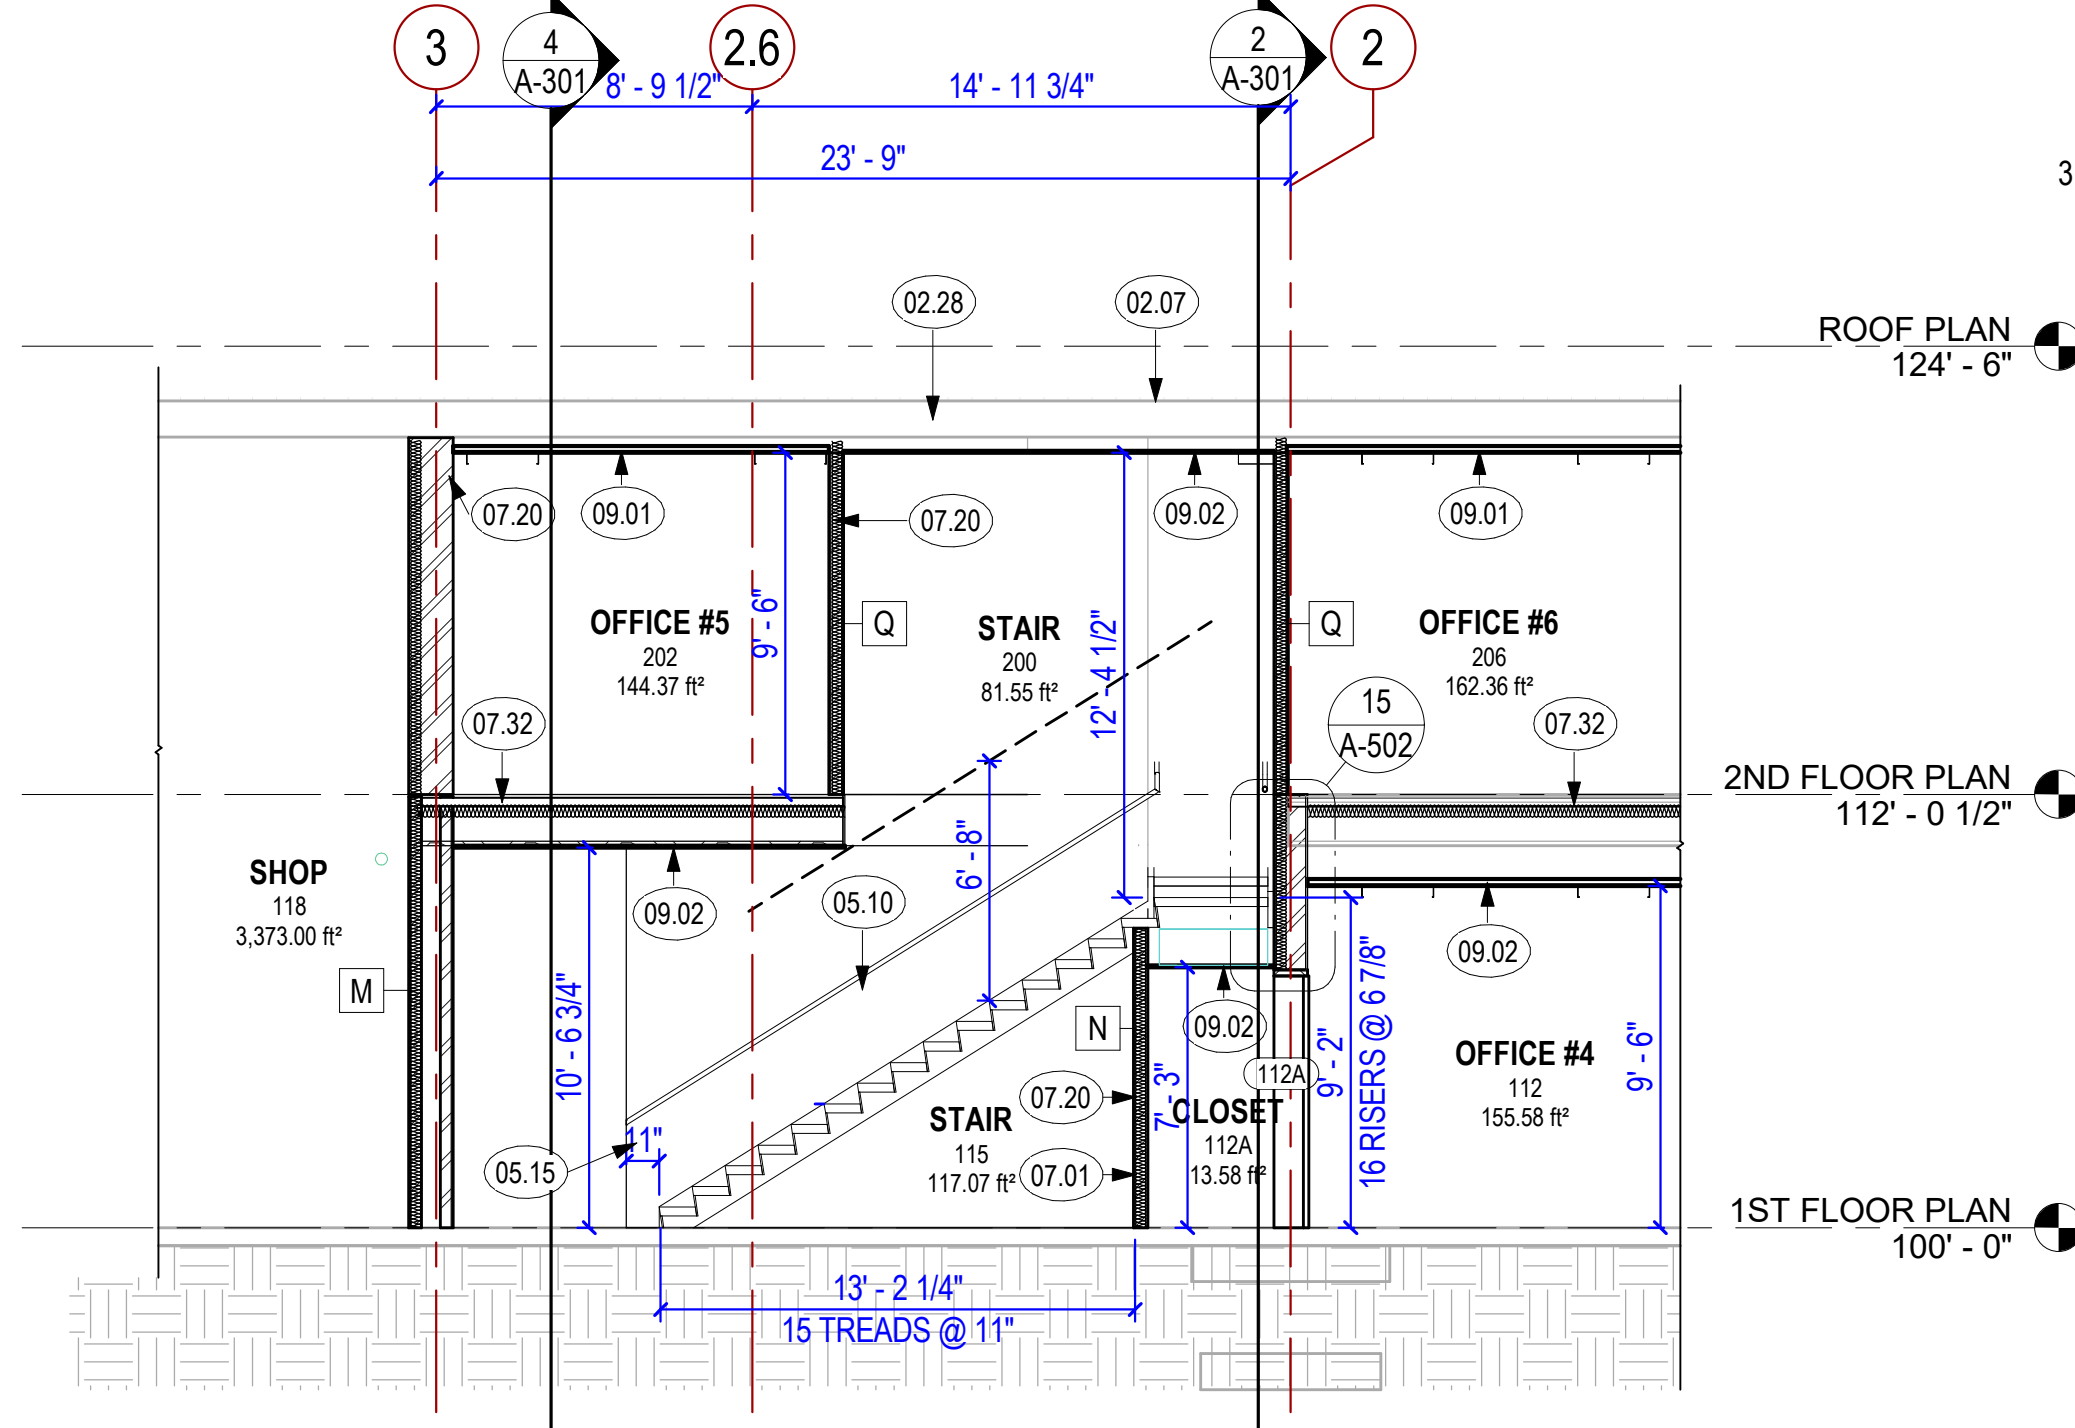 3
4
A-301
2.6
2
A-301
2
8' - 9 1/2"
14' - 11 3/4"
23' - 9"
3
02.28
02.07
ROOF PLAN
124' - 6"
07.20
09.01
07.20
09.02
09.01
OFFICE #5
202
144.37 ft²
9' - 6"
Q
STAIR
200
81.55 ft²
12' - 4 1/2"
Q
OFFICE #6
206
162.36 ft²
07.32
15
A-502
07.32
2ND FLOOR PLAN
112' - 0 1/2"
SHOP
118
3,373.00 ft²
6' - 8"
09.02
05.10
09.02
M
10' - 6 3/4"
N
09.02
9' - 2"
16 RISERS @ 6 7/8"
OFFICE #4
112
155.58 ft²
9' - 6"
112A
07.20
7' - 3"
CLOSET
112A
13.58 ft²
STAIR
115
117.07 ft²
07.01
11"
05.15
1ST FLOOR PLAN
100' - 0"
13' - 2 1/4"
15 TREADS @ 11"